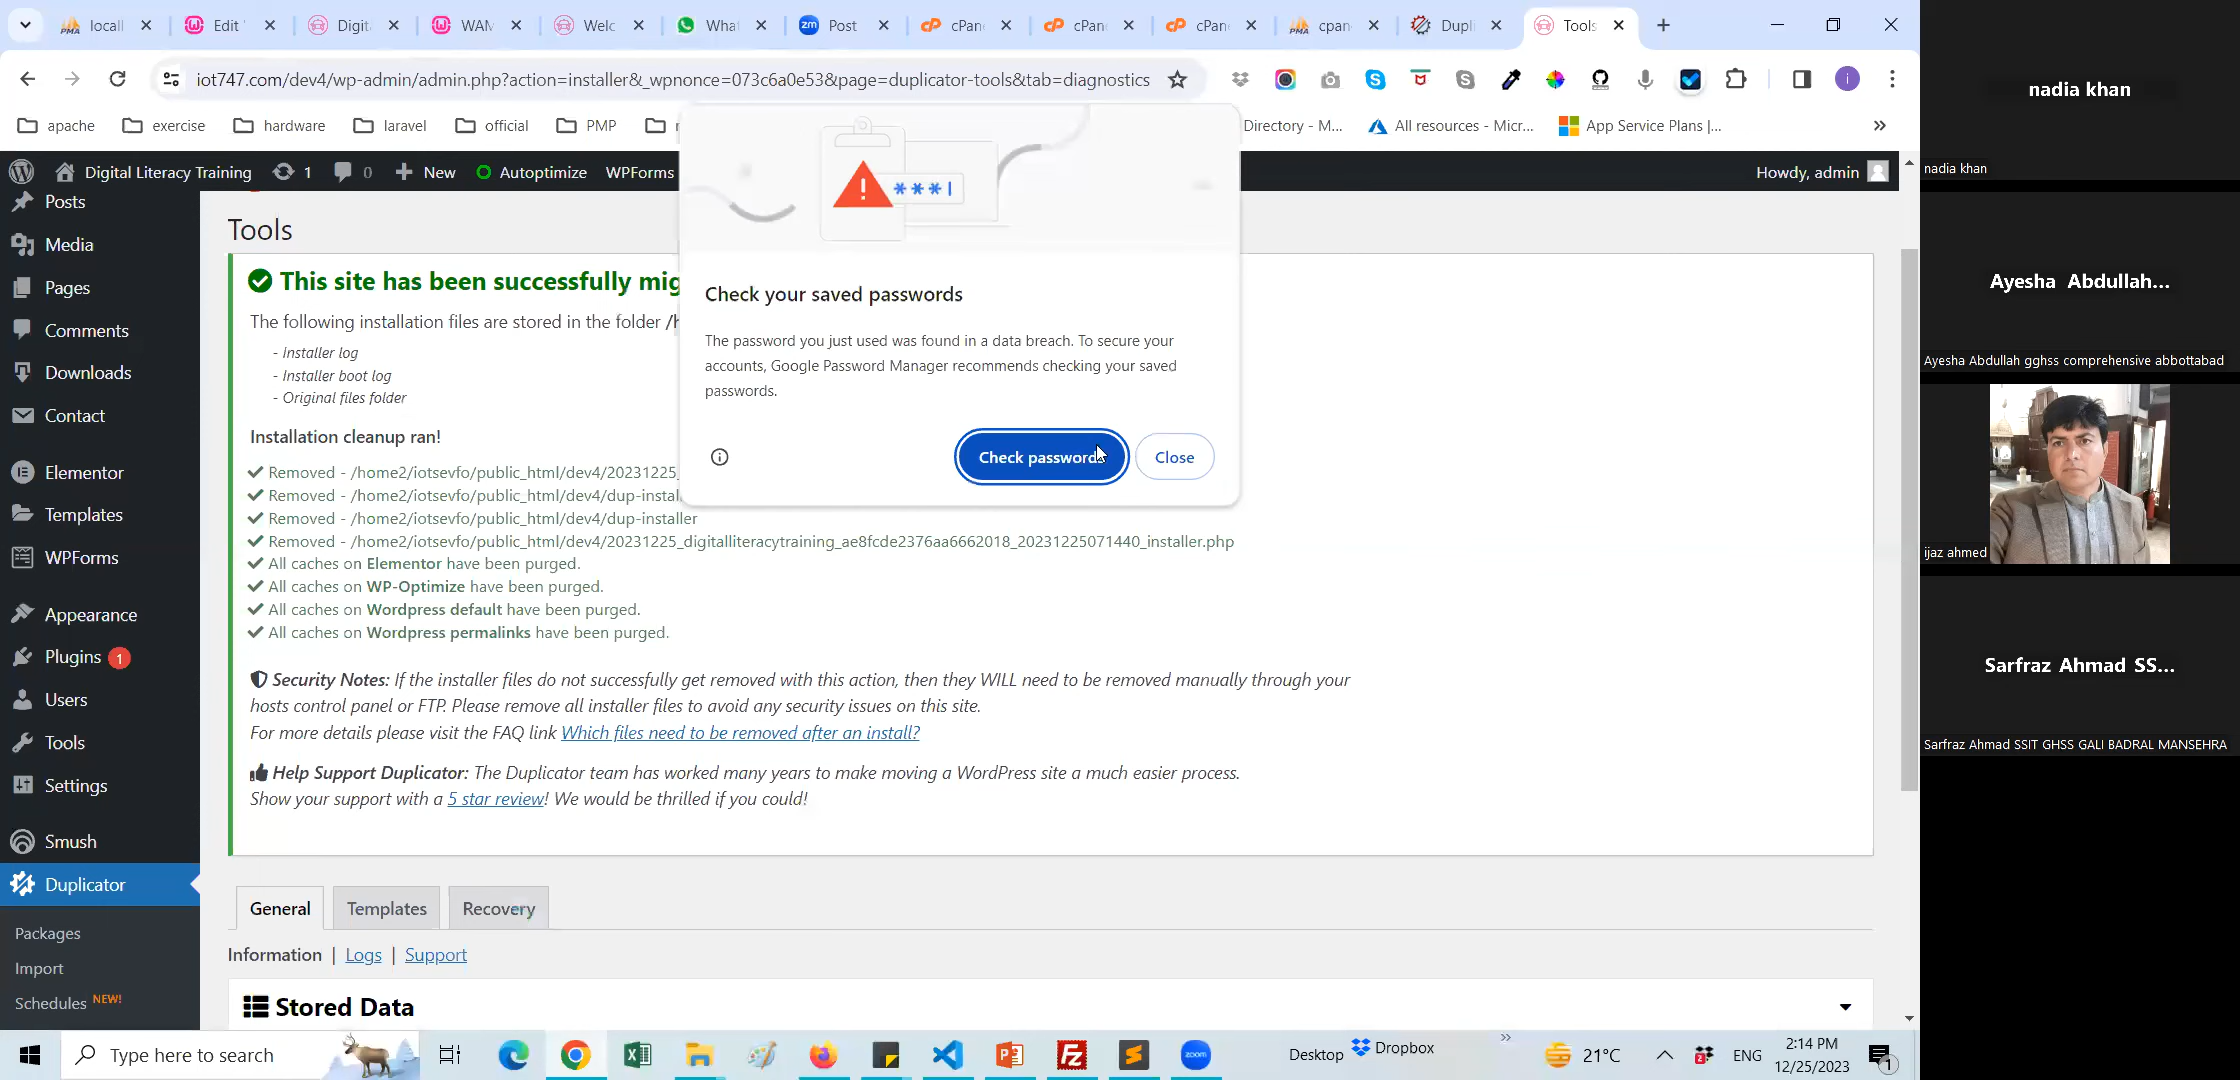 locall
Edit
Digit
WAM
Welc
What
zm
Post
cPan
cPan
cPan
cpan
Dupli
Tools
iot747.com/dev4/wp-admin/admin.php?action=installer&_wpnonce=073c6a0e53&page=duplicator-tools&tab=diagnostics
i
apache
exercise
hardware
laravel
official
PMP
Directory - M...
All resources - Micr...
App Service Plans |...
»
Digital Literacy Training
1
0
New
Autoptimize
WPForms
Howdy, admin
Posts
Media
Pages
Comments
Downloads
Contact
Elementor
Templates
WPForms
Appearance
Plugins 1
Users
Tools
Settings
Smush
Duplicator
Packages
Import
Schedules NEW!
Tools
This site has been successfully mig
The following installation files are stored in the folder /h
- Installer log
- Installer boot log
- Original files folder
Installation cleanup ran!
Removed - /home2/iotsevfo/public_html/dev4/20231225_
Removed - /home2/iotsevfo/public_html/dev4/dup-instal
Removed - /home2/iotsevfo/public_html/dev4/dup-installer
Removed - /home2/iotsevfo/public_html/dev4/20231225_digitalliteracytraining_ae8fcde2376aa6662018_20231225071440_installer.php
All caches on Elementor have been purged.
All caches on WP-Optimize have been purged.
All caches on Wordpress default have been purged.
All caches on Wordpress permalinks have been purged.
Security Notes: If the installer files do not successfully get removed with this action, then they WILL need to be removed manually through your
hosts control panel or FTP. Please remove all installer files to avoid any security issues on this site.
For more details please visit the FAQ link Which files need to be removed after an install?
Help Support Duplicator: The Duplicator team has worked many years to make moving a WordPress site a much easier process.
Show your support with a 5 star review! We would be thrilled if you could!
General
Templates
Recovery
Information | Logs | Support
Stored Data
***|
Check your saved passwords
The password you just used was found in a data breach. To secure your
accounts, Google Password Manager recommends checking your saved
passwords.
Check passwords
Close
Type here to search
zoom
Desktop
Dropbox
»
21°C
2
ENG
2:14 PM
12/25/2023
1
nadia khan
nadia khan
Ayesha Abdullah...
Ayesha Abdullah gghss comprehensive abbottabad
ijaz ahmed
Sarfraz Ahmad SS...
Sarfraz Ahmad SSIT GHSS GALI BADRAL MANSEHRA